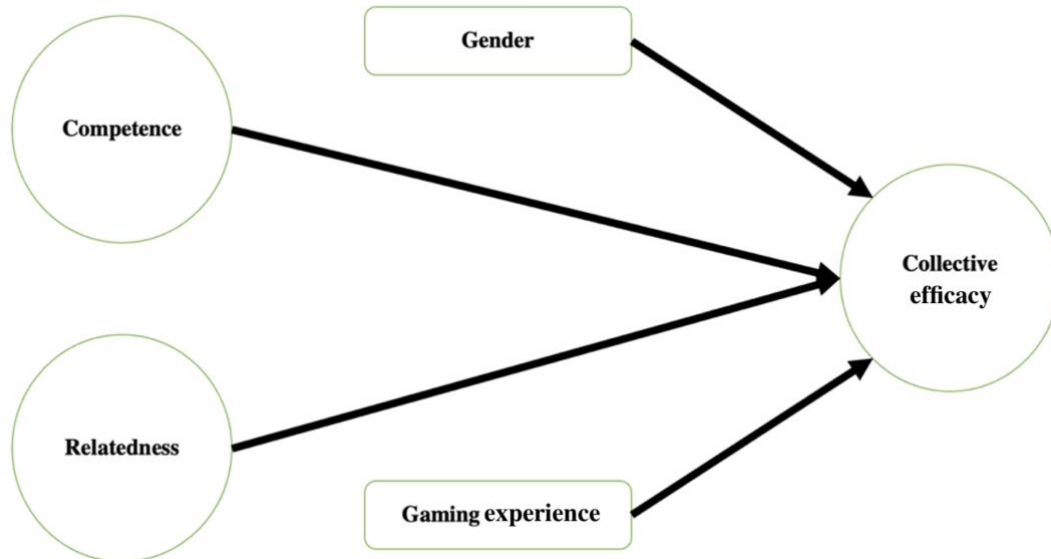 Gender
Competence
Collective
efficacy
Relatedness
Gaming experience